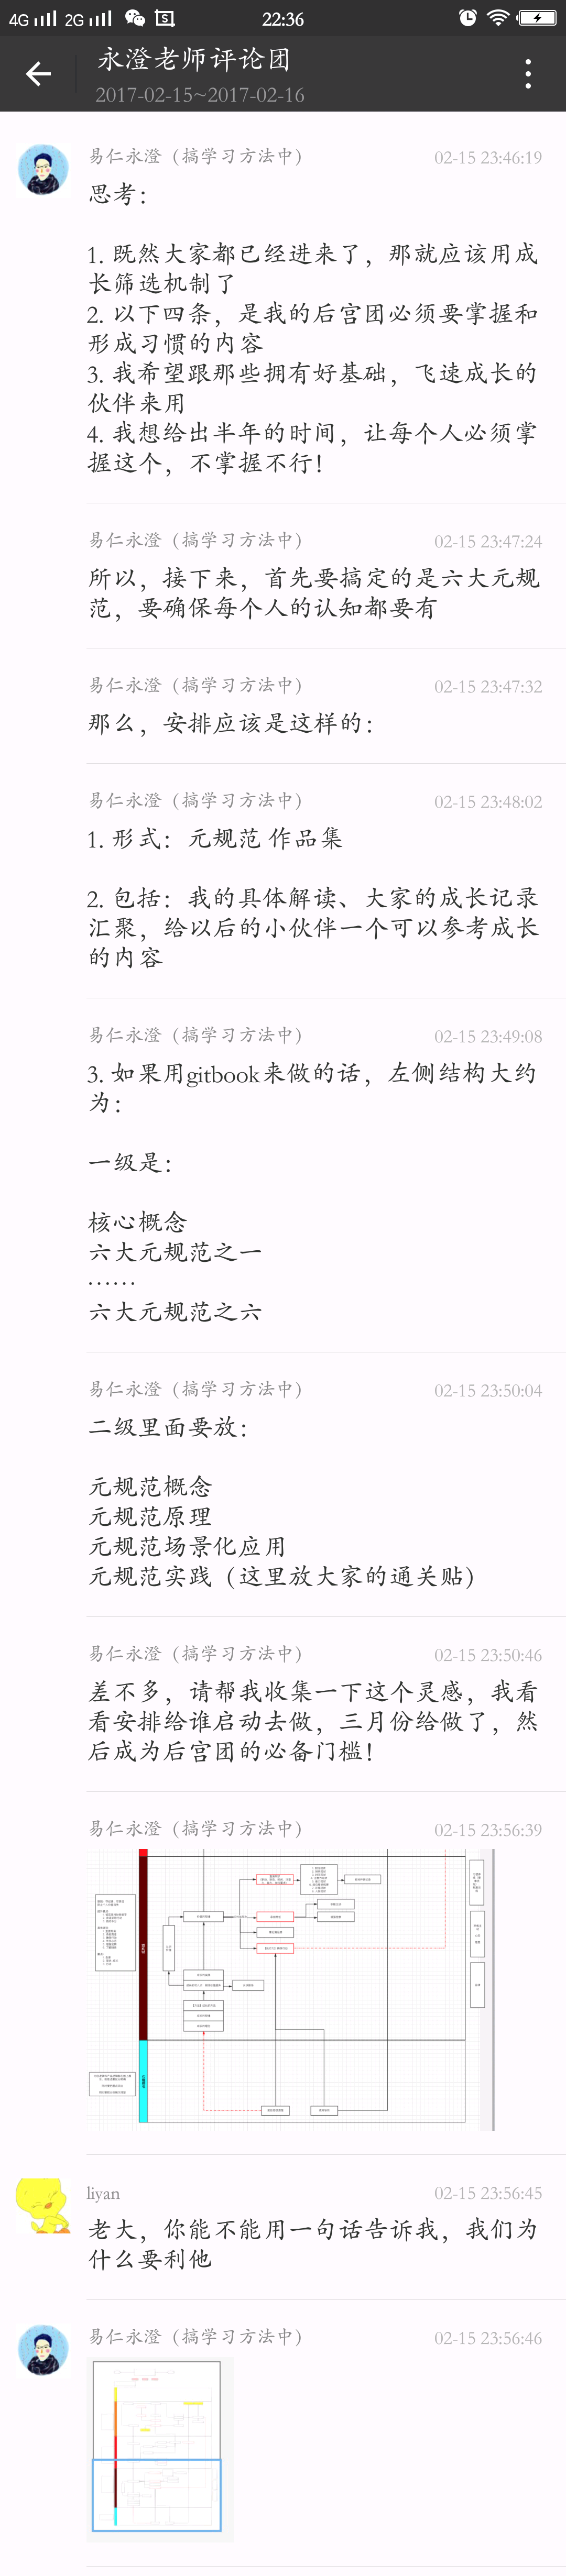 4G 2G 22:36
永澄老师评论团
2017-02-15~2017-02-16
易仁永澄（搞学习方法中） 02-15 23:46:19
思考：
1. 既然大家都已经进来了，那就应该用成
长筛选机制了
2. 以下四条，是我的后宫团必须要掌握和
形成习惯的内容
3. 我希望跟那些拥有好基础，飞速成长的
伙伴来用
4. 我想给出半年的时间，让每个人必须掌
握这个，不掌握不行！
易仁永澄（搞学习方法中） 02-15 23:47:24
所以，接下来，首先要搞定的是六大元规
范，要确保每个人的认知都要有
易仁永澄（搞学习方法中） 02-15 23:47:32
那么，安排应该是这样的：
易仁永澄（搞学习方法中） 02-15 23:48:02
1. 形式：元规范 作品集
2. 包括：我的具体解读、大家的成长记录
汇聚，给以后的小伙伴一个可以参考成长
的内容
易仁永澄（搞学习方法中） 02-15 23:49:08
3. 如果用gitbook来做的话，左侧结构大约
为：
一级是：
核心概念
六大元规范之一
……
六大元规范之六
易仁永澄（搞学习方法中） 02-15 23:50:04
二级里面要放：
元规范概念
元规范原理
元规范场景化应用
元规范实践（这里放大家的通关贴）
易仁永澄（搞学习方法中） 02-15 23:50:46
差不多，请帮我收集一下这个灵感，我看
看安排给谁启动去做，三月份给做了，然
后成为后宫团的必备门槛！
易仁永澄（搞学习方法中） 02-15 23:56:39
liyan 02-15 23:56:45
老大，你能不能用一句话告诉我，我们为
什么要利他
易仁永澄（搞学习方法中） 02-15 23:56:46